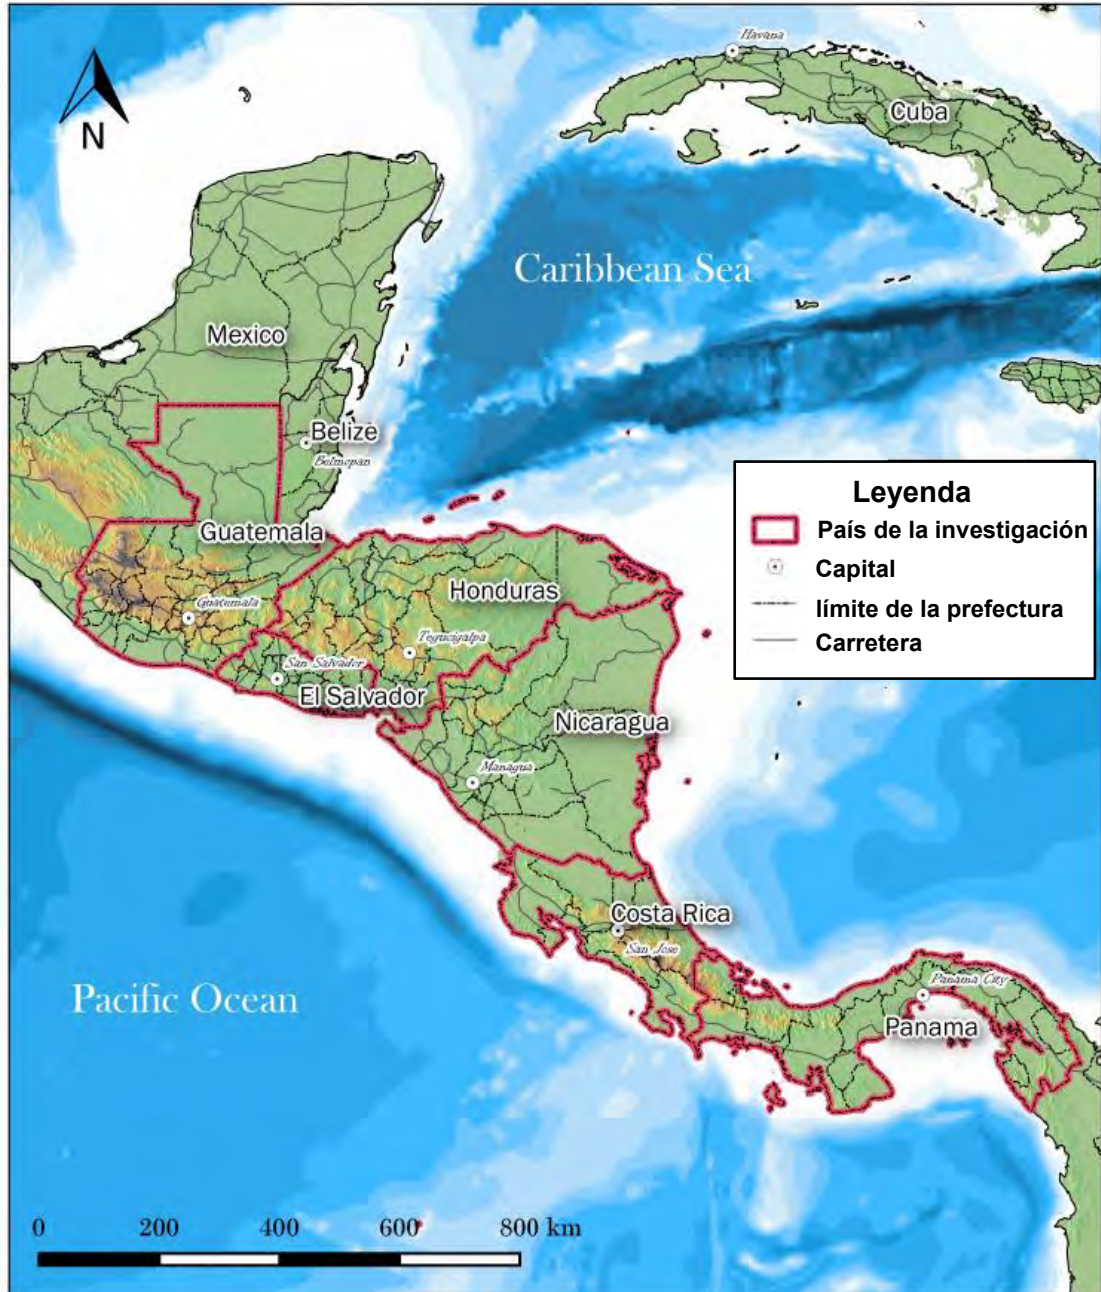 Havana
Cuba
N
Caribbean Sea
Mexico
Belize
Belmopan
Leyenda
País de la investigación
Capital
límite de la prefectura
Carretera
Guatemala
Honduras
Guatemala
Tegucigalpa
San Salvador
El Salvador
Nicaragua
Managua
Costa Rica
San Jose
Panama City
Pacific Ocean
Panama
0 200 400 600 800 km